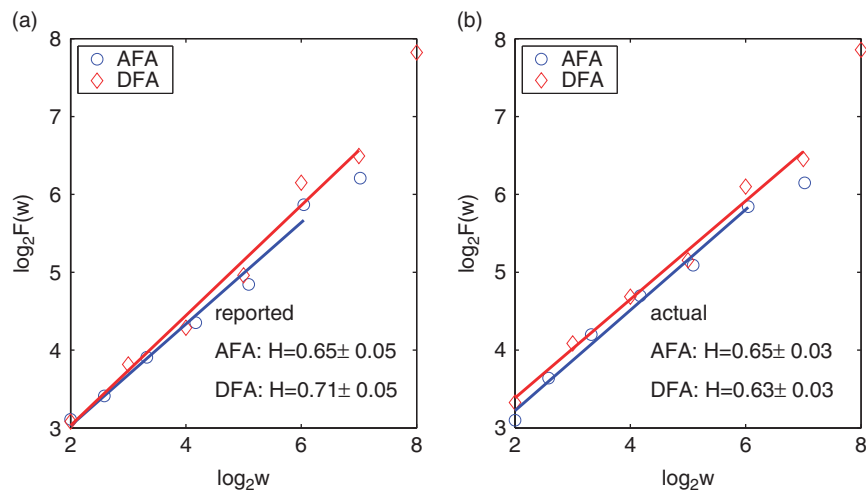 (a)
AFA
DFA
8
7
6
5
4
3
log2F(w)
reported
AFA: H=0.65± 0.05
DFA: H=0.71± 0.05
2
4
6
8
log2w
(b)
AFA
DFA
8
7
6
5
4
3
log2F(w)
actual
AFA: H=0.65± 0.03
DFA: H=0.63± 0.03
2
4
6
8
log2w